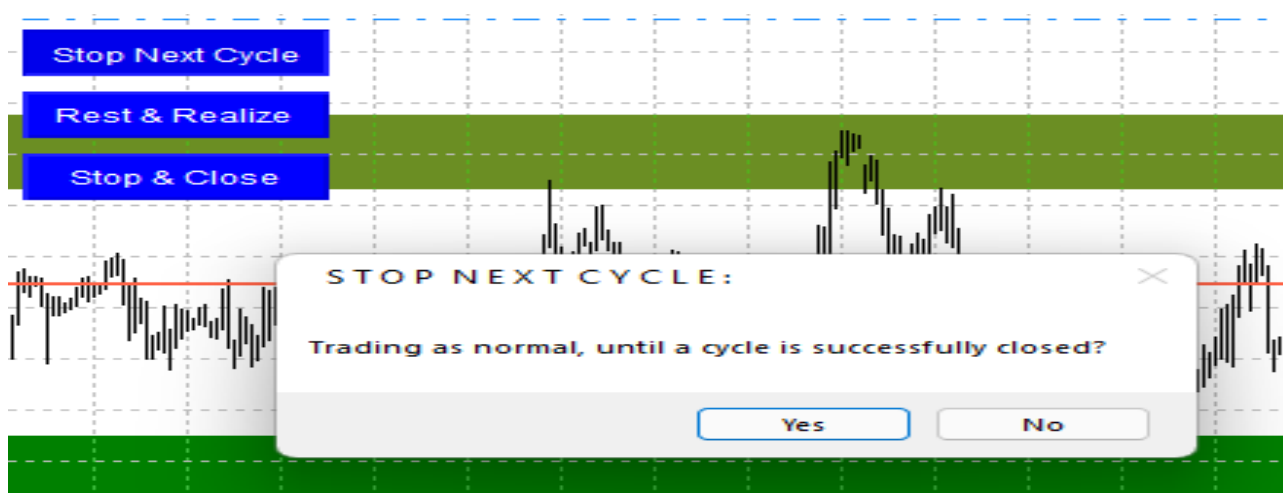 Stop Next Cycle
Rest & Realize
Stop & Close
STOP NEXT CYCLE:
Trading as normal, until a cycle is successfully closed?
Yes
No